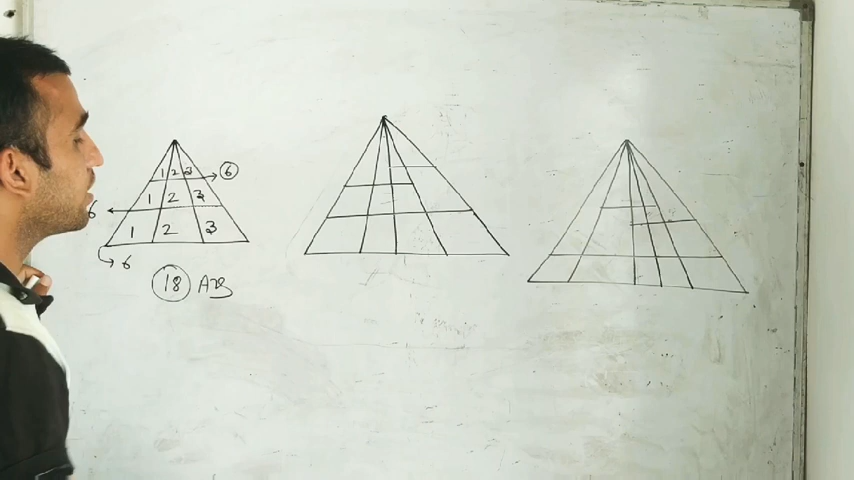 1 2 3 → 6
6 ← 1 2 3
1 2 3
→ 6
18 Ans